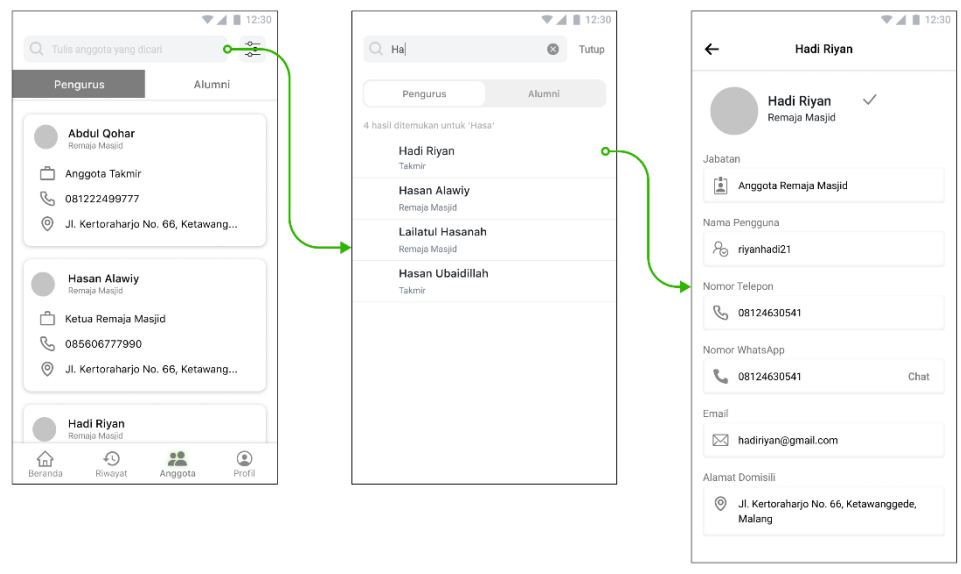 12:30
Tulis anggota yang dicari
Pengurus Alumni
Abdul Qohar
Remaja Masjid
Anggota Takmir
081222499777
Jl. Kertoraharjo No. 66, Ketawang...
Hasan Alawiy
Remaja Masjid
Ketua Remaja Masjid
085606777990
Jl. Kertoraharjo No. 66, Ketawang...
Hadi Riyan
Remaja Masjid
Beranda Riwayat Anggota Profil
12:30
Ha Tutup
Pengurus Alumni
4 hasil ditemukan untuk 'Hasa'
Hadi Riyan
Takmir
Hasan Alawiy
Remaja Masjid
Lailatul Hasanah
Remaja Masjid
Hasan Ubaidillah
Takmir
12:30
Hadi Riyan
Hadi Riyan
Remaja Masjid
Jabatan
Anggota Remaja Masjid
Nama Pengguna
riyanhadi21
Nomor Telepon
08124630541
Nomor WhatsApp
08124630541 Chat
Email
hadiriyan@gmail.com
Alamat Domisili
Jl. Kertoraharjo No. 66, Ketawanggede,
Malang